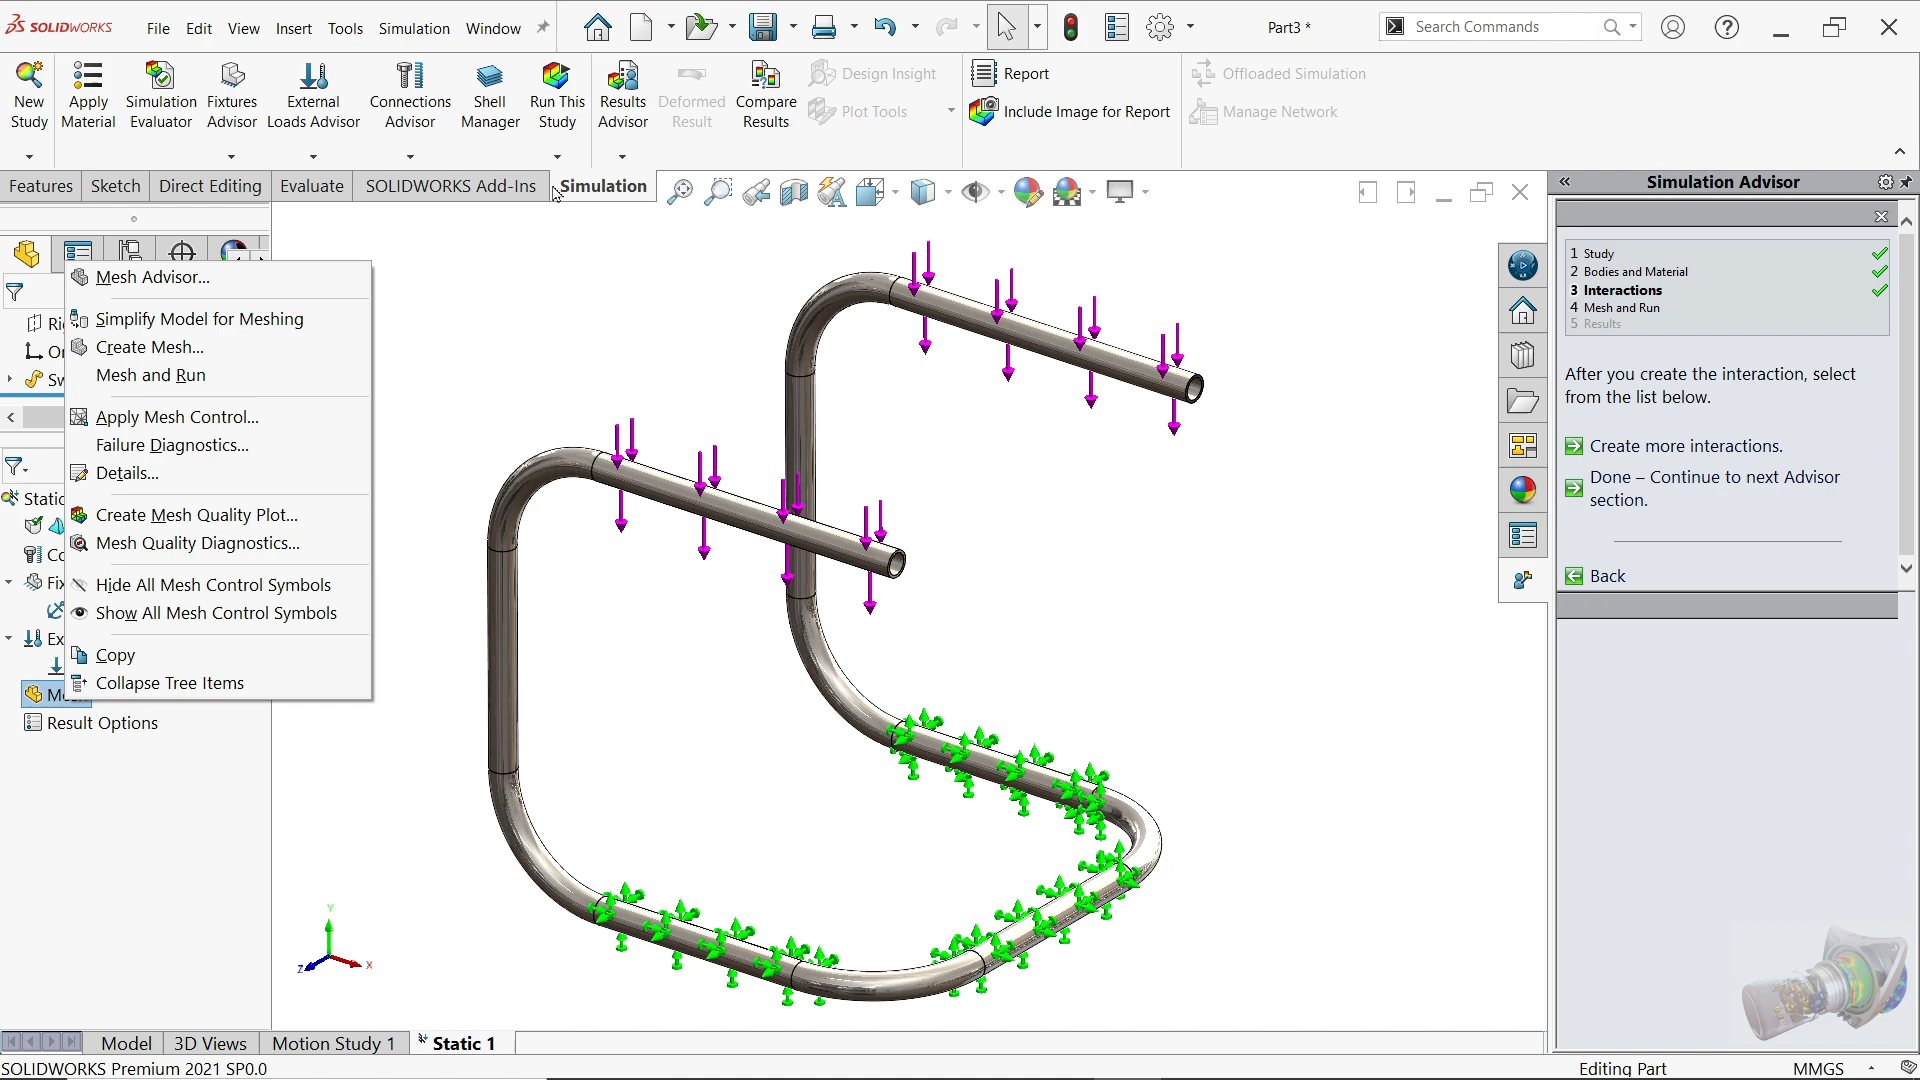 SOLIDWORKS File Edit View Insert Tools Simulation Window Part3 * Search Commands
New Study
Apply Material
Simulation Evaluator
Fixtures Advisor
External Loads Advisor
Connections Advisor
Shell Manager
Run This Study
Results Advisor
Deformed Result
Compare Results
Design Insight
Plot Tools
Report
Include Image for Report
Offloaded Simulation
Manage Network
Features Sketch Direct Editing Evaluate SOLIDWORKS Add-Ins Simulation
Simulation Advisor
Mesh Advisor...
Simplify Model for Meshing
Create Mesh...
Mesh and Run
Apply Mesh Control...
Failure Diagnostics...
Details...
Create Mesh Quality Plot...
Mesh Quality Diagnostics...
Hide All Mesh Control Symbols
Show All Mesh Control Symbols
Copy
Collapse Tree Items
Result Options
1 Study
2 Bodies and Material
3 Interactions
4 Mesh and Run
5 Results
After you create the interaction, select
from the list below.
Create more interactions.
Done – Continue to next Advisor
section.
Back
Y
Z X
Model 3D Views Motion Study 1 Static 1
SOLIDWORKS Premium 2021 SP0.0 Editing Part MMGS